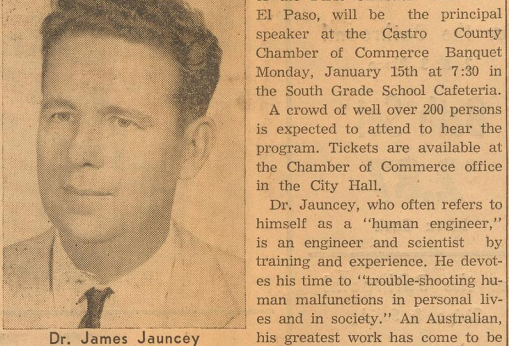 El Paso, will be the principal
speaker at the Castro County
Chamber of Commerce Banquet
Monday, January 15th at 7:30 in
the South Grade School Cafeteria.
A crowd of well over 200 persons
is expected to attend to hear the
program. Tickets are available at
the Chamber of Commerce office
in the City Hall.
Dr. Jauncey, who often refers to
himself as a "human engineer,"
is an engineer and scientist by
training and experience. He devot-
es his time to "trouble-shooting hu-
man malfunctions in personal liv-
es and in society." An Australian,
his greatest work has come to be
Dr. James Jauncey